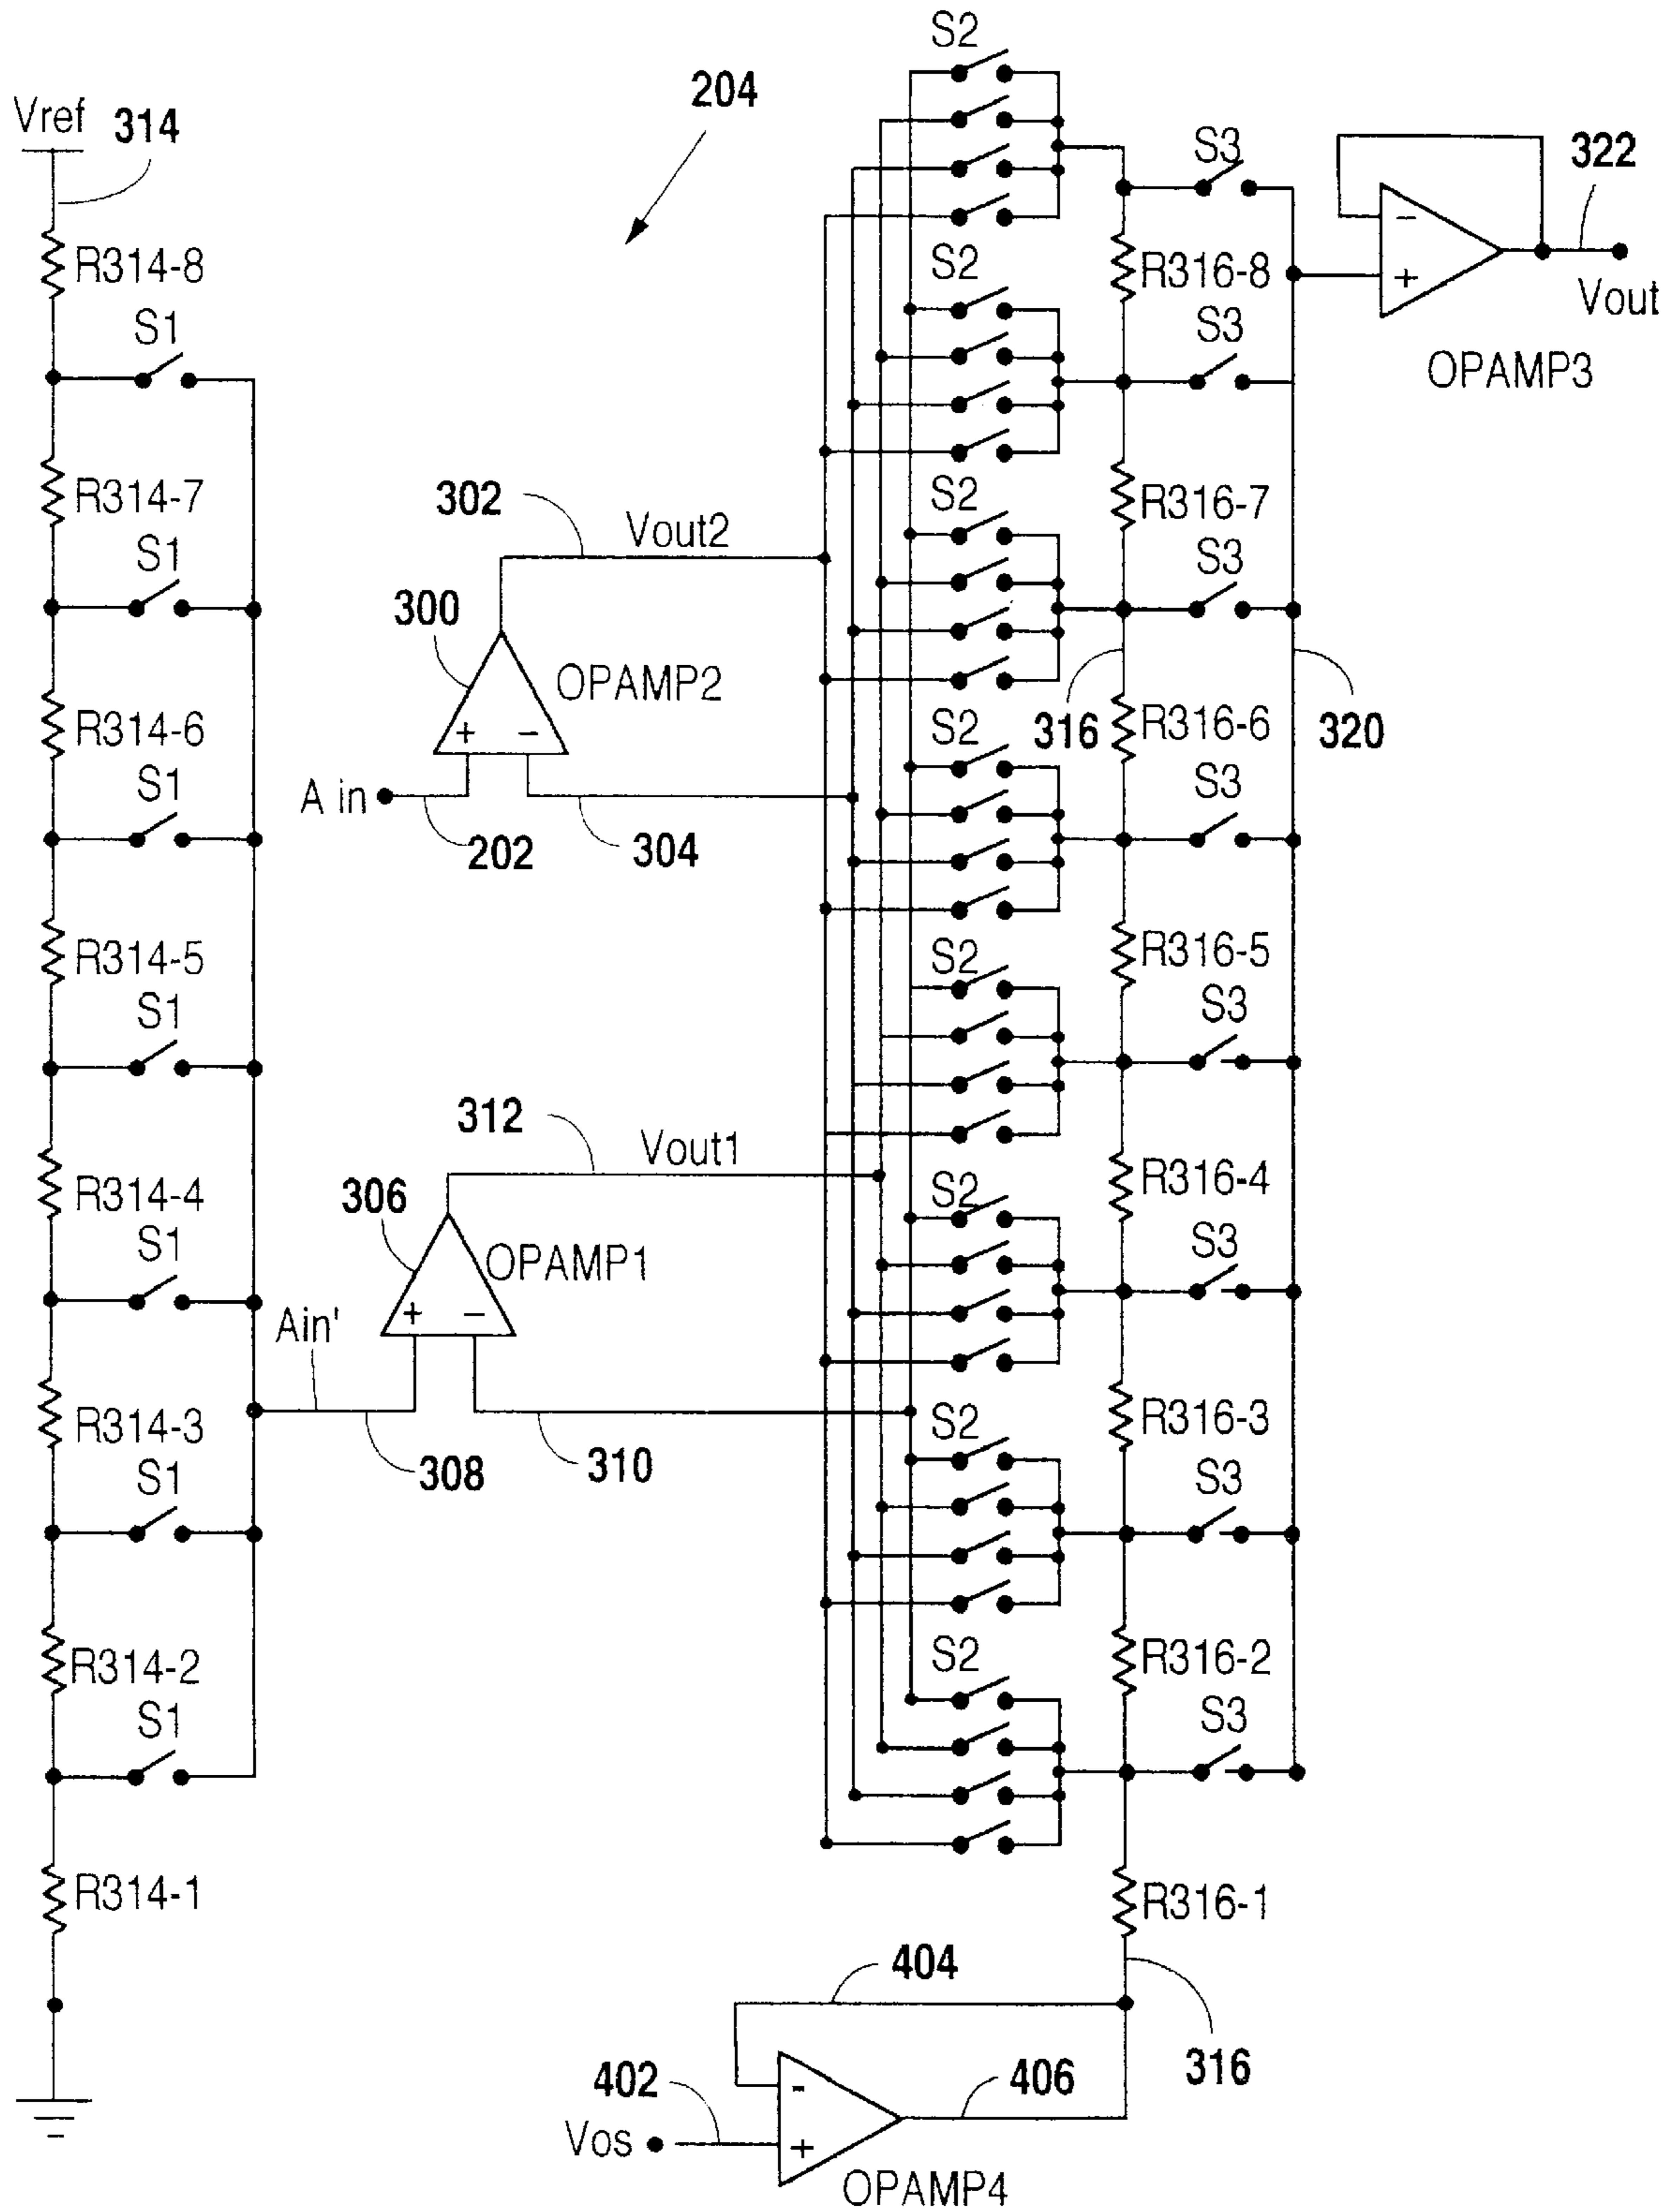 S2
204
Vref 314
S3
322
R314-8
S2
R316-8
Vout
S1
S3
OPAMP3
R314-7
302
Vout2
S2
R316-7
S1
S3
300
OPAMP2
R314-6
S2
316
R316-6
320
S1
A in
202
304
S3
R314-5
S2
R316-5
S1
S3
312
Vout1
R314-4
306
S2
R316-4
S1
OPAMP1
S3
Ain'
+ −
R314-3
308
310
S2
R316-3
S1
S3
R314-2
S2
R316-2
S1
S3
R314-1
R316-1
404
402
406
316
Vos
OPAMP4